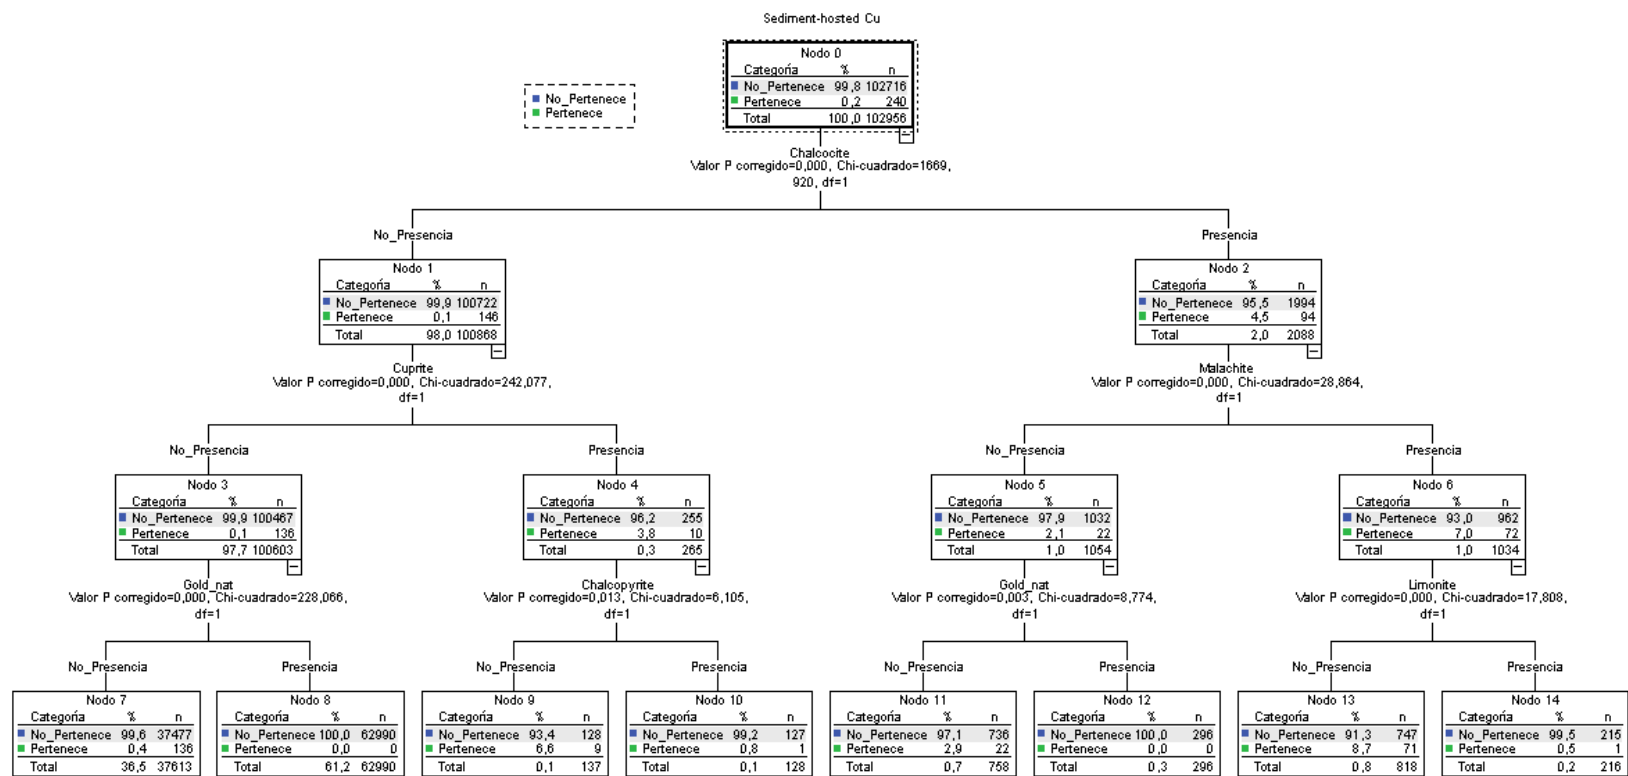 Sediment-hosted Cu
No_Pertenece
Pertenece
Nodo 0
Categoría % n
No_Pertenece 99,8 102716
Pertenece 0,2 240
Total 100,0 102956
Chalcocite
Valor P corregido=0,000, Chi-cuadrado=1669,
920, df=1
No_Presencia
Presencia
Nodo 1
Categoría % n
No_Pertenece 99,9 100722
Pertenece 0,1 146
Total 98,0 100868
Nodo 2
Categoría % n
No_Pertenece 95,5 1994
Pertenece 4,5 94
Total 2,0 2088
Cuprite
Valor P corregido=0,000, Chi-cuadrado=242,077,
df=1
Malachite
Valor P corregido=0,000, Chi-cuadrado=28,864,
df=1
No_Presencia
Presencia
No_Presencia
Presencia
Nodo 3
Categoría % n
No_Pertenece 99,9 100467
Pertenece 0,1 136
Total 97,7 100603
Nodo 4
Categoría % n
No_Pertenece 96,2 255
Pertenece 3,8 10
Total 0,3 265
Nodo 5
Categoría % n
No_Pertenece 97,9 1032
Pertenece 2,1 22
Total 1,0 1054
Nodo 6
Categoría % n
No_Pertenece 93,0 962
Pertenece 7,0 72
Total 1,0 1034
Gold_nat
Valor P corregido=0,000, Chi-cuadrado=228,066,
df=1
Chalcopyrite
Valor P corregido=0,013, Chi-cuadrado=6,105,
df=1
Gold_nat
Valor P corregido=0,003, Chi-cuadrado=8,774,
df=1
Limonite
Valor P corregido=0,000, Chi-cuadrado=17,808,
df=1
No_Presencia
Presencia
No_Presencia
Presencia
No_Presencia
Presencia
No_Presencia
Presencia
Nodo 7
Categoría % n
No_Pertenece 99,6 37477
Pertenece 0,4 136
Total 36,5 37613
Nodo 8
Categoría % n
No_Pertenece 100,0 62990
Pertenece 0,0 0
Total 61,2 62990
Nodo 9
Categoría % n
No_Pertenece 93,4 128
Pertenece 6,6 9
Total 0,1 137
Nodo 10
Categoría % n
No_Pertenece 99,2 127
Pertenece 0,8 1
Total 0,1 128
Nodo 11
Categoría % n
No_Pertenece 97,1 736
Pertenece 2,9 22
Total 0,7 758
Nodo 12
Categoría % n
No_Pertenece 100,0 296
Pertenece 0,0 0
Total 0,3 296
Nodo 13
Categoría % n
No_Pertenece 91,3 747
Pertenece 8,7 71
Total 0,8 818
Nodo 14
Categoría % n
No_Pertenece 99,5 215
Pertenece 0,5 1
Total 0,2 216